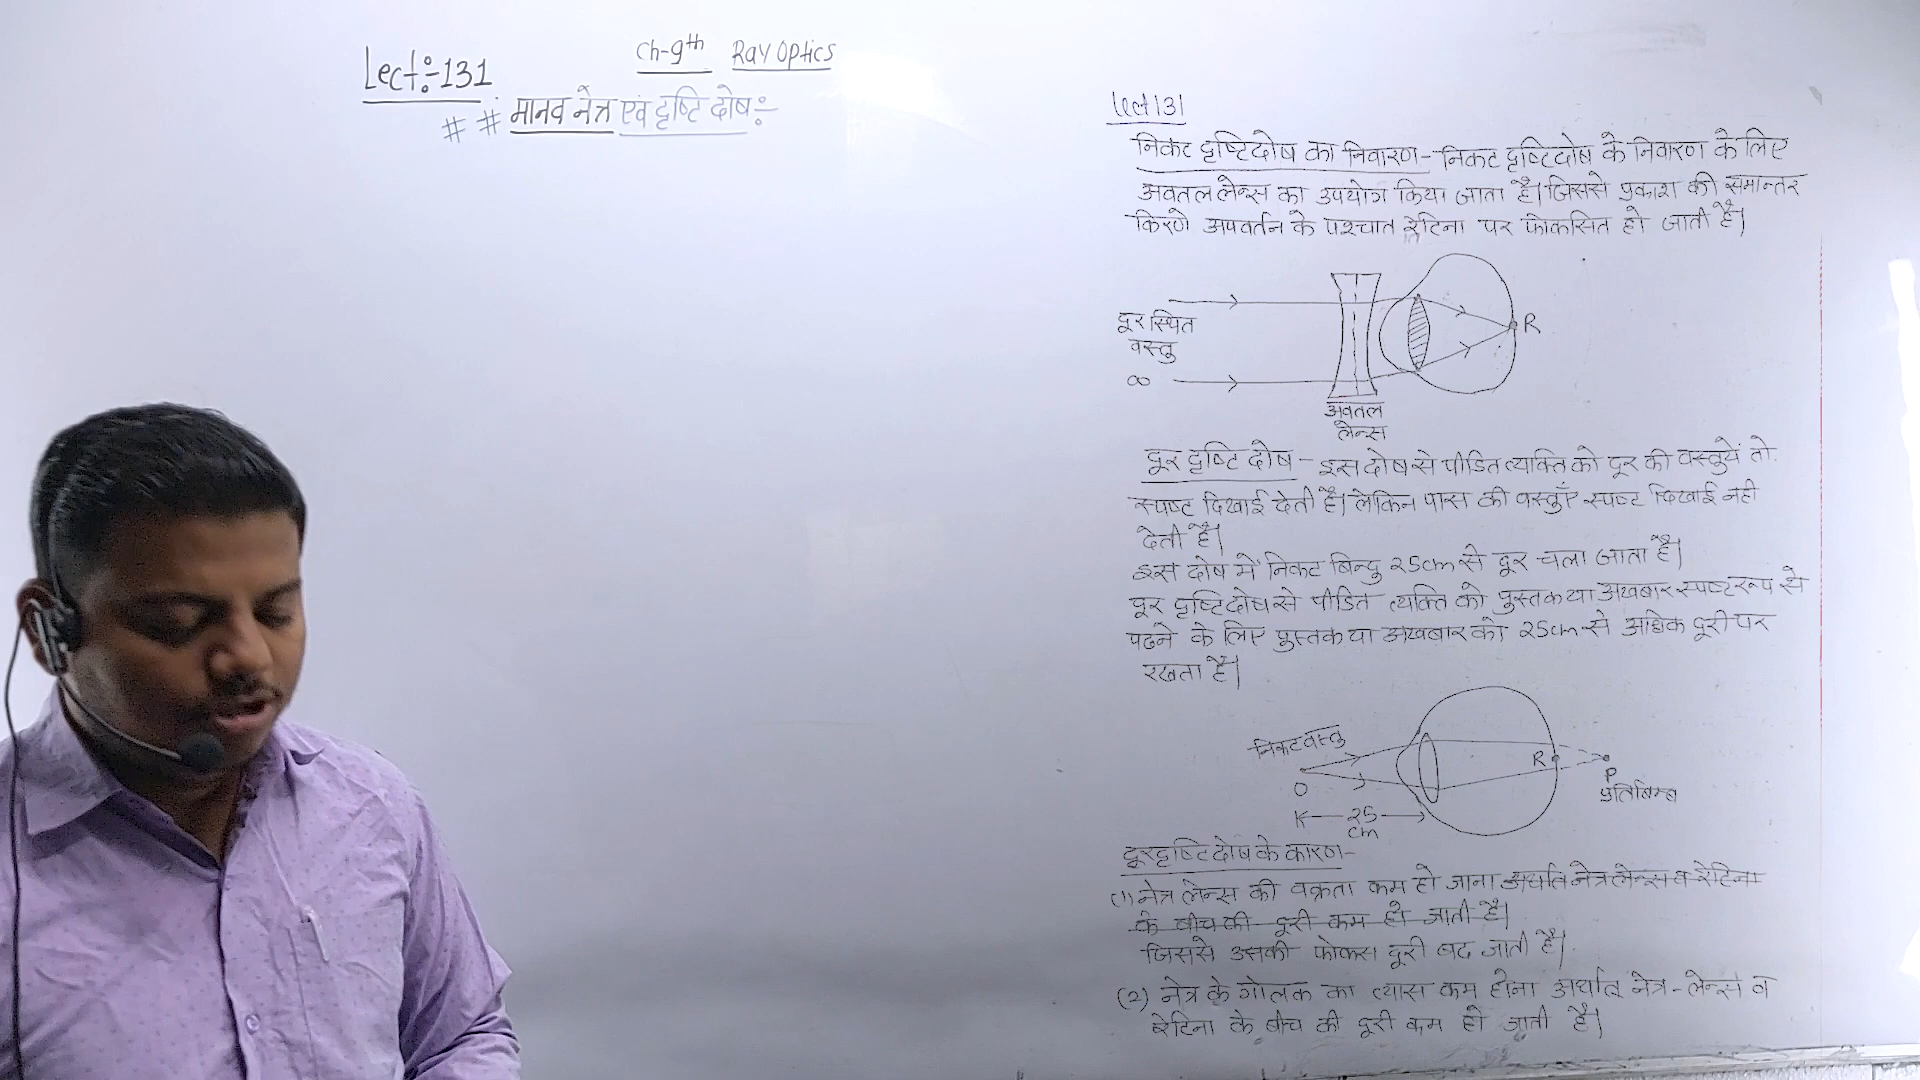 Lect:-131
Ch-9th Ray Optics
# # मानव नेत्र एवं दृष्टि दोष :-
Lect 131
निकट दृष्टिदोष का निवारण - निकट दृष्टिदोष के निवारण के लिए
अवतल लेन्स का उपयोग किया जाता है। जिससे प्रकाश की समान्तर
किरणे अपवर्तन के पश्चात रेटिना पर फोकसित हो जाती है।
दूर स्थित
वस्तु
∞
R
अवतल
लेन्स
दूर दृष्टि दोष - इस दोष से पीडित व्यक्ति को दूर की वस्तुयें तो
स्पष्ट दिखाई देती है। लेकिन पास की वस्तुएँ स्पष्ट दिखाई नही
देती है।
इस दोष में निकट बिन्दु 25cm से दूर चला जाता है।
दूर दृष्टिदोष से पीडित व्यक्ति को पुस्तक या अखबार स्पष्ट रूप से
पढने के लिए पुस्तक या अखबार को 25cm से अधिक दूरी पर
रखता है।
निकट वस्तु
O
R
P
प्रतिबिम्ब
25
cm
दूर दृष्टि दोष के कारण-
(1) नेत्र लेन्स की वक्रता कम हो जाना अर्थात नेत्र लेन्स व रेटिना
के बीच की दूरी कम हो जाती है।
जिससे उसकी फोकस दूरी बढ जाती है।
(2) नेत्र के गोलक का व्यास कम होना अर्थात नेत्र-लेन्स व
रेटिना के बीच की दूरी कम हो जाती है।